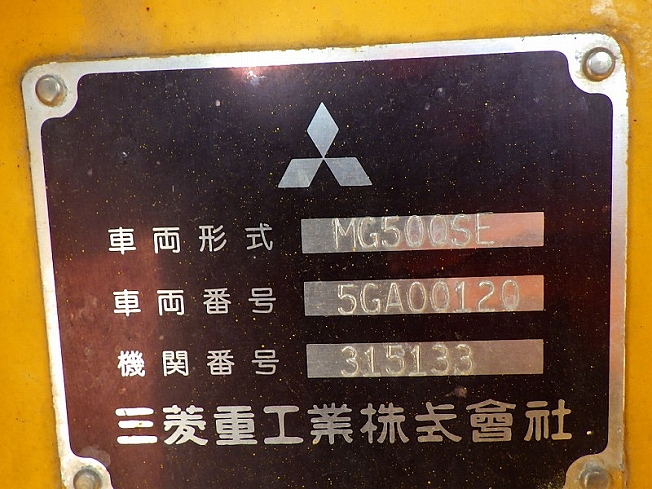 車両形式 MG500SE
車両番号 5GA00120
機関番号 315133
三菱重工業株式會社